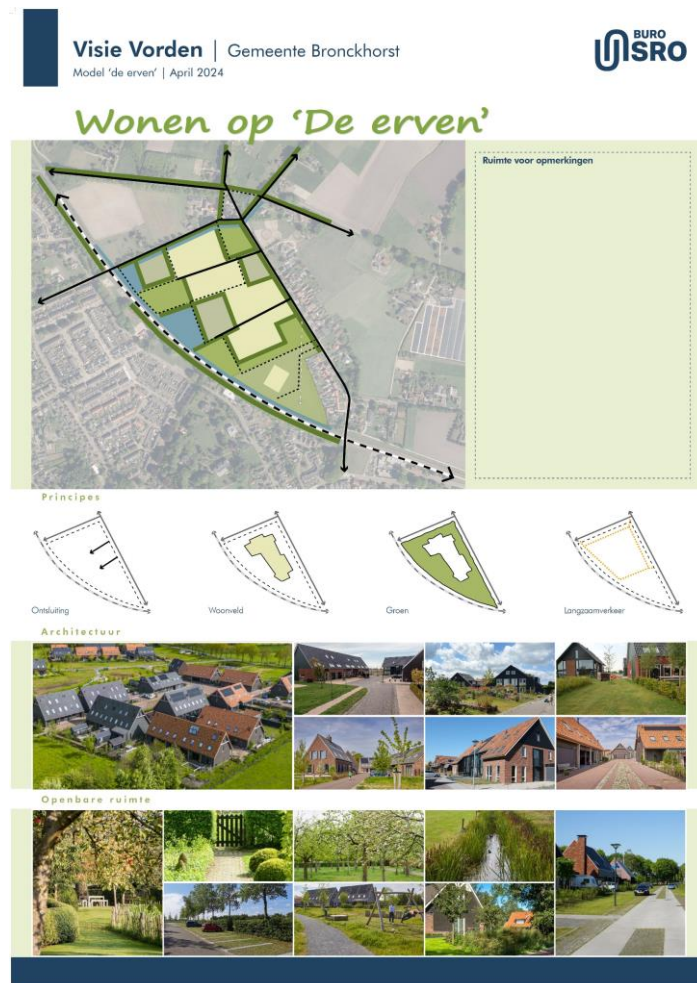 Visie Vorden | Gemeente Bronckhorst
Model 'de erven' | April 2024
BURO
SRO
Wonen op 'De erven'
Ruimte voor opmerkingen
Principes
Ontsluiting
Woonveld
Groen
Langzaamverkeer
Architectuur
Openbare ruimte